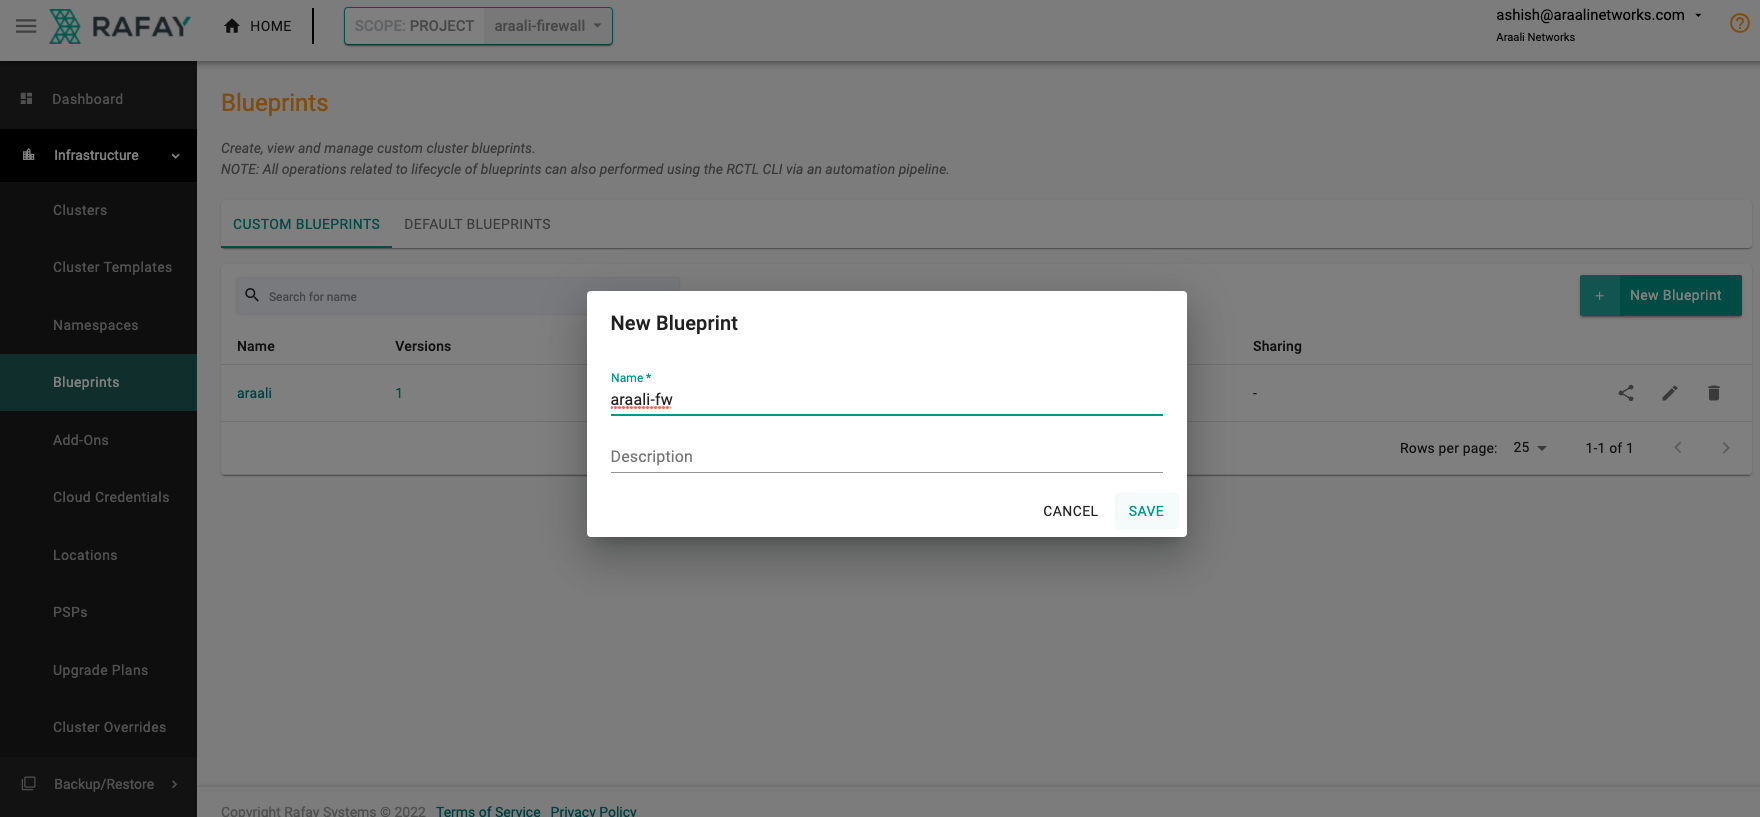 RAFAY
HOME
SCOPE: PROJECT araali-firewall
ashish@araalinetworks.com
Araali Networks
?
Dashboard
Infrastructure
Clusters
Cluster Templates
Namespaces
Blueprints
Add-Ons
Cloud Credentials
Locations
PSPs
Upgrade Plans
Cluster Overrides
Backup/Restore
Blueprints
Create, view and manage custom cluster blueprints.
NOTE: All operations related to lifecycle of blueprints can also performed using the RCTL CLI via an automation pipeline.
CUSTOM BLUEPRINTS DEFAULT BLUEPRINTS
Search for name
+ New Blueprint
Name Versions Sharing
araali 1 -
Rows per page: 25 1-1 of 1
New Blueprint
Name *
araali-fw
Description
CANCEL SAVE
Copyright Rafay Systems © 2022 Terms of Service Privacy Policy